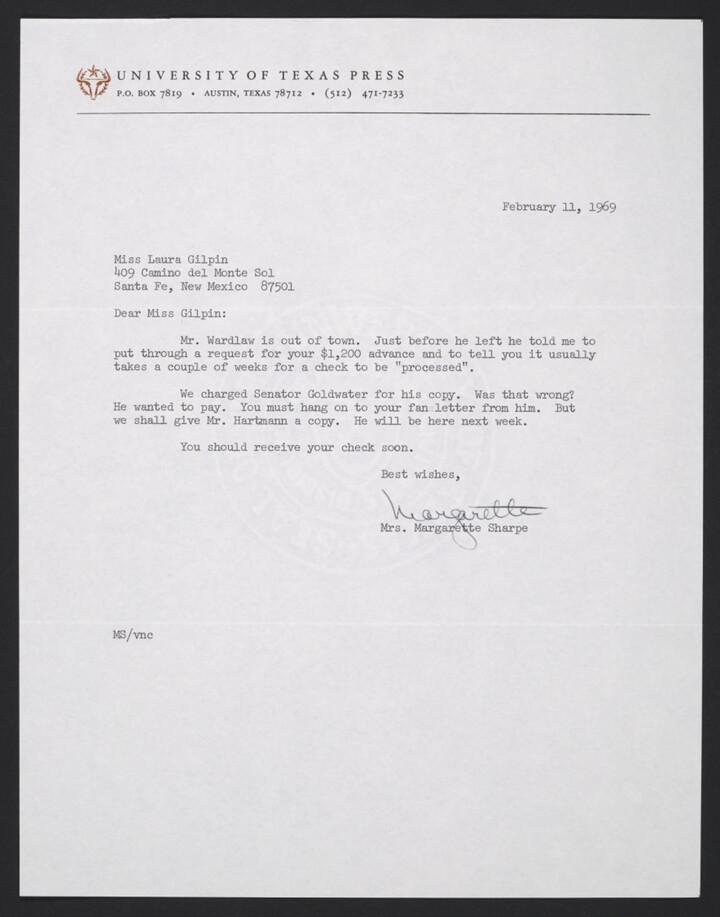 UNIVERSITY OF TEXAS PRESS
P.O. BOX 7819 • AUSTIN, TEXAS 78712 • (512) 471-7233
February 11, 1969
Miss Laura Gilpin
409 Camino del Monte Sol
Santa Fe, New Mexico 87501
Dear Miss Gilpin:
Mr. Wardlaw is out of town. Just before he left he told me to
put through a request for your $1,200 advance and to tell you it usually
takes a couple of weeks for a check to be "processed".
We charged Senator Goldwater for his copy. Was that wrong?
He wanted to pay. You must hang on to your fan letter from him. But
we shall give Mr. Hartmann a copy. He will be here next week.
You should receive your check soon.
Best wishes,
Margarette
Mrs. Margarette Sharpe
MS/vnc